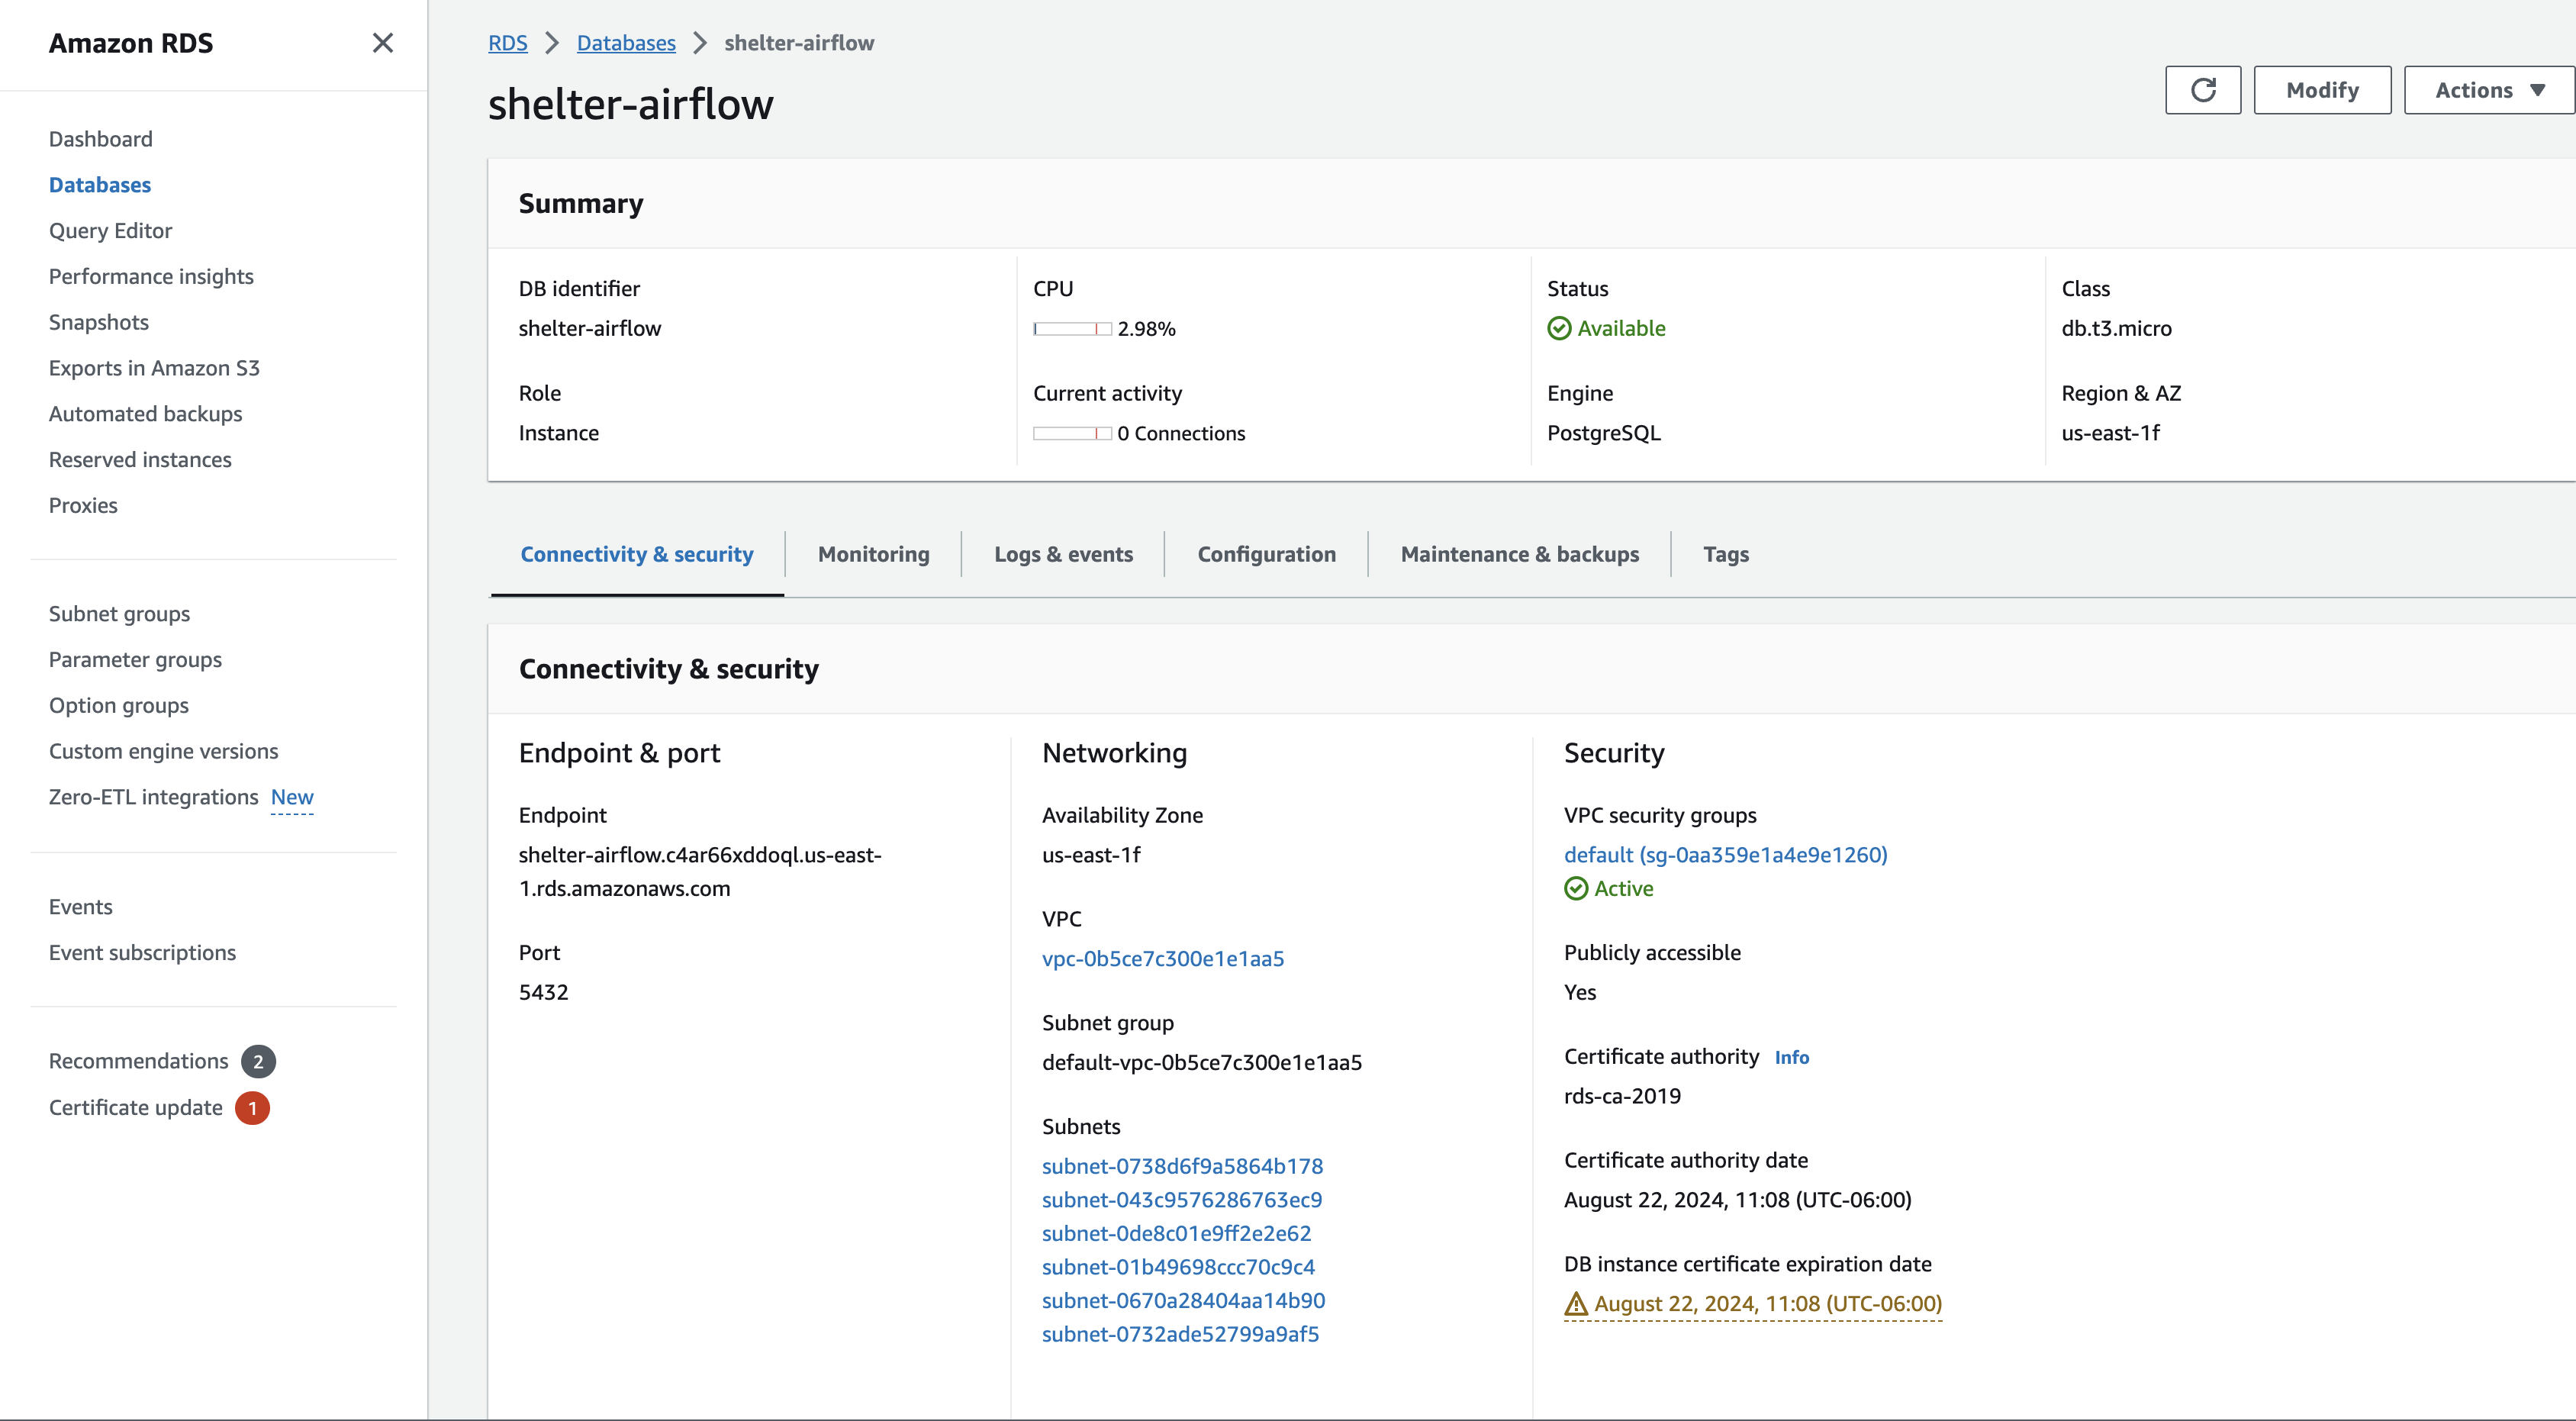 Amazon RDS
Dashboard
Databases
Query Editor
Performance insights
Snapshots
Exports in Amazon S3
Automated backups
Reserved instances
Proxies
Subnet groups
Parameter groups
Option groups
Custom engine versions
Zero-ETL integrations New
Events
Event subscriptions
Recommendations 2
Certificate update 1
RDS Databases shelter-airflow
shelter-airflow
Modify
Actions
Summary
DB identifier
shelter-airflow
Role
Instance
CPU
2.98%
Current activity
0 Connections
Status
Available
Engine
PostgreSQL
Class
db.t3.micro
Region & AZ
us-east-1f
Connectivity & security
Monitoring
Logs & events
Configuration
Maintenance & backups
Tags
Connectivity & security
Endpoint & port
Endpoint
shelter-airflow.c4ar66xddoql.us-east-
1.rds.amazonaws.com
Port
5432
Networking
Availability Zone
us-east-1f
VPC
vpc-0b5ce7c300e1e1aa5
Subnet group
default-vpc-0b5ce7c300e1e1aa5
Subnets
subnet-0738d6f9a5864b178
subnet-043c9576286763ec9
subnet-0de8c01e9ff2e2e62
subnet-01b49698ccc70c9c4
subnet-0670a28404aa14b90
subnet-0732ade52799a9af5
Security
VPC security groups
default (sg-0aa359e1a4e9e1260)
Active
Publicly accessible
Yes
Certificate authority Info
rds-ca-2019
Certificate authority date
August 22, 2024, 11:08 (UTC-06:00)
DB instance certificate expiration date
August 22, 2024, 11:08 (UTC-06:00)